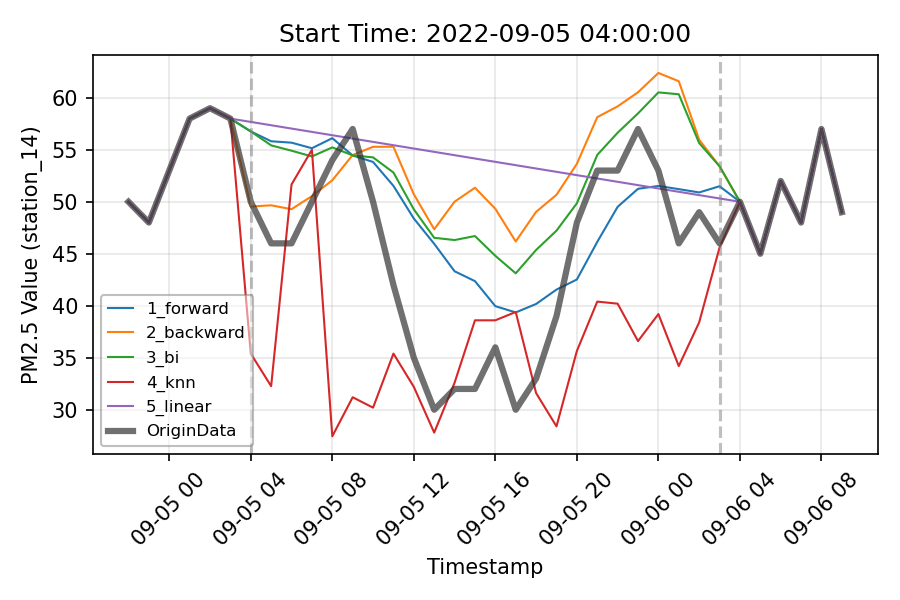 Start Time: 2022-09-05 04:00:00
PM2.5 Value (station_14)
60
55
50
45
40
35
30
1_forward
2_backward
3_bi
4_knn
5_linear
OriginData
09-05 00
09-05 04
09-05 08
09-05 12
09-05 16
09-05 20
09-06 00
09-06 04
09-06 08
Timestamp